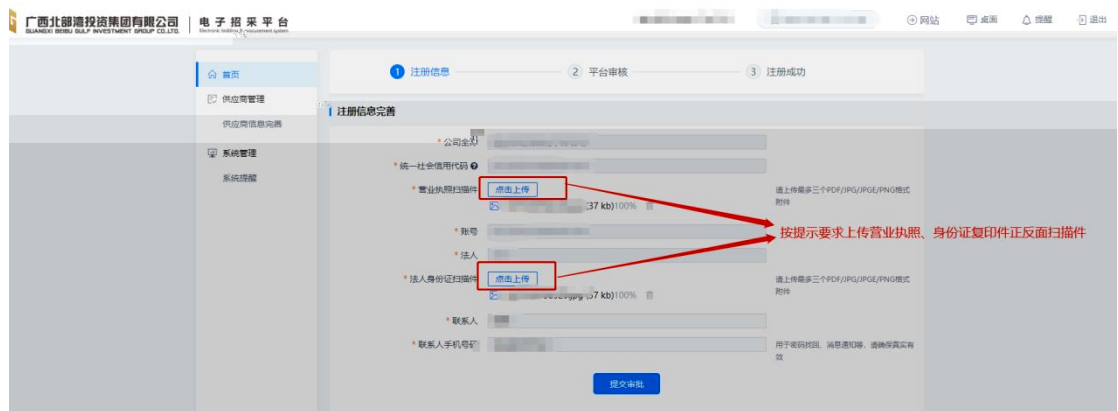 广西北部湾投资集团有限公司 电子招采平台
GUANGXI BEIBU GULF INVESTMENT GROUP CO.,LTD. Electronic bidding & procurement system
网站 桌面 提醒 退出
首页
供应商管理
供应商信息完善
系统管理
系统提醒
1 注册信息 2 平台审核 3 注册成功
注册信息完善
* 公司全称
* 统一社会信用代码
* 营业执照扫描件 点击上传 请上传最多三个PDF/JPG/JPGE/PNG格式
附件
(37 kb)100%
* 账号
按提示要求上传营业执照、身份证复印件正反面扫描件
* 法人
* 法人身份证扫描件 点击上传 请上传最多三个PDF/JPG/JPGE/PNG格式
附件
kb)100%
* 联系人
* 联系人手机号码 用于密码找回、消息通知等，请确保真实有
效
提交审批